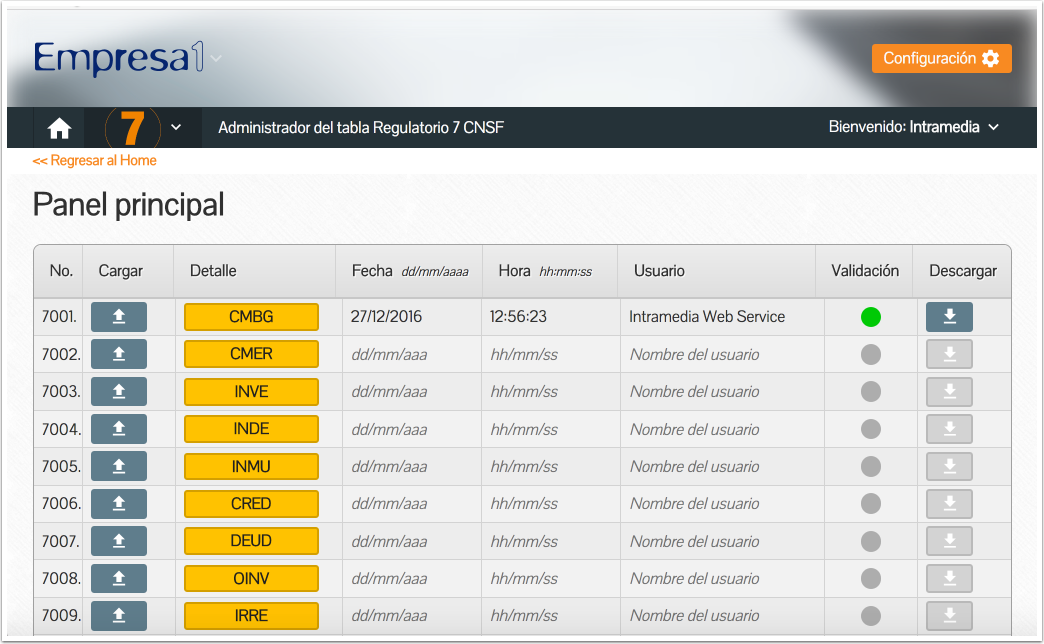 Empresa1
Configuración
7 Administrador del tabla Regulatorio 7 CNSF Bienvenido: Intramedia
<< Regresar al Home
Panel principal
No. Cargar Detalle Fecha dd/mm/aaaa Hora hh:mm:ss Usuario Validación Descargar
7001. CMBG 27/12/2016 12:56:23 Intramedia Web Service
7002. CMER dd/mm/aaa hh/mm/ss Nombre del usuario
7003. INVE dd/mm/aaa hh/mm/ss Nombre del usuario
7004. INDE dd/mm/aaa hh/mm/ss Nombre del usuario
7005. INMU dd/mm/aaa hh/mm/ss Nombre del usuario
7006. CRED dd/mm/aaa hh/mm/ss Nombre del usuario
7007. DEUD dd/mm/aaa hh/mm/ss Nombre del usuario
7008. OINV dd/mm/aaa hh/mm/ss Nombre del usuario
7009. IRRE dd/mm/aaa hh/mm/ss Nombre del usuario